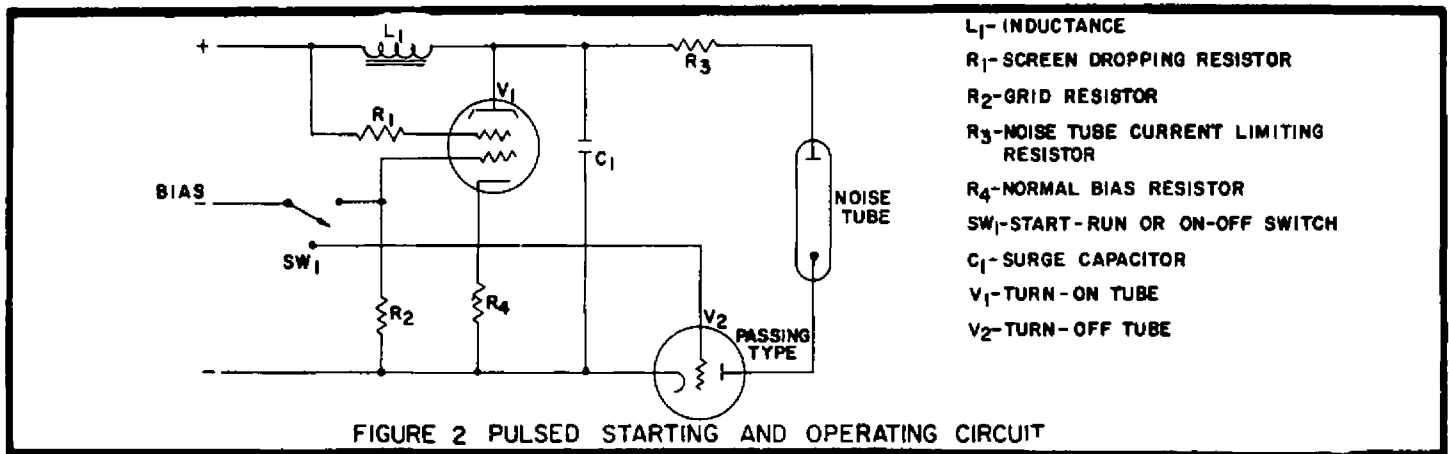 +
L1
R3
V1
R1
C1
BIAS
-
SW1
R2
R4
V2
NOISE
TUBE
PASSING
TYPE
-
L1-INDUCTANCE
R1-SCREEN DROPPING RESISTOR
R2-GRID RESISTOR
R3-NOISE TUBE CURRENT LIMITING
RESISTOR
R4-NORMAL BIAS RESISTOR
SW1-START-RUN OR ON-OFF SWITCH
C1-SURGE CAPACITOR
V1-TURN-ON TUBE
V2-TURN-OFF TUBE
FIGURE 2 PULSED STARTING AND OPERATING CIRCUIT